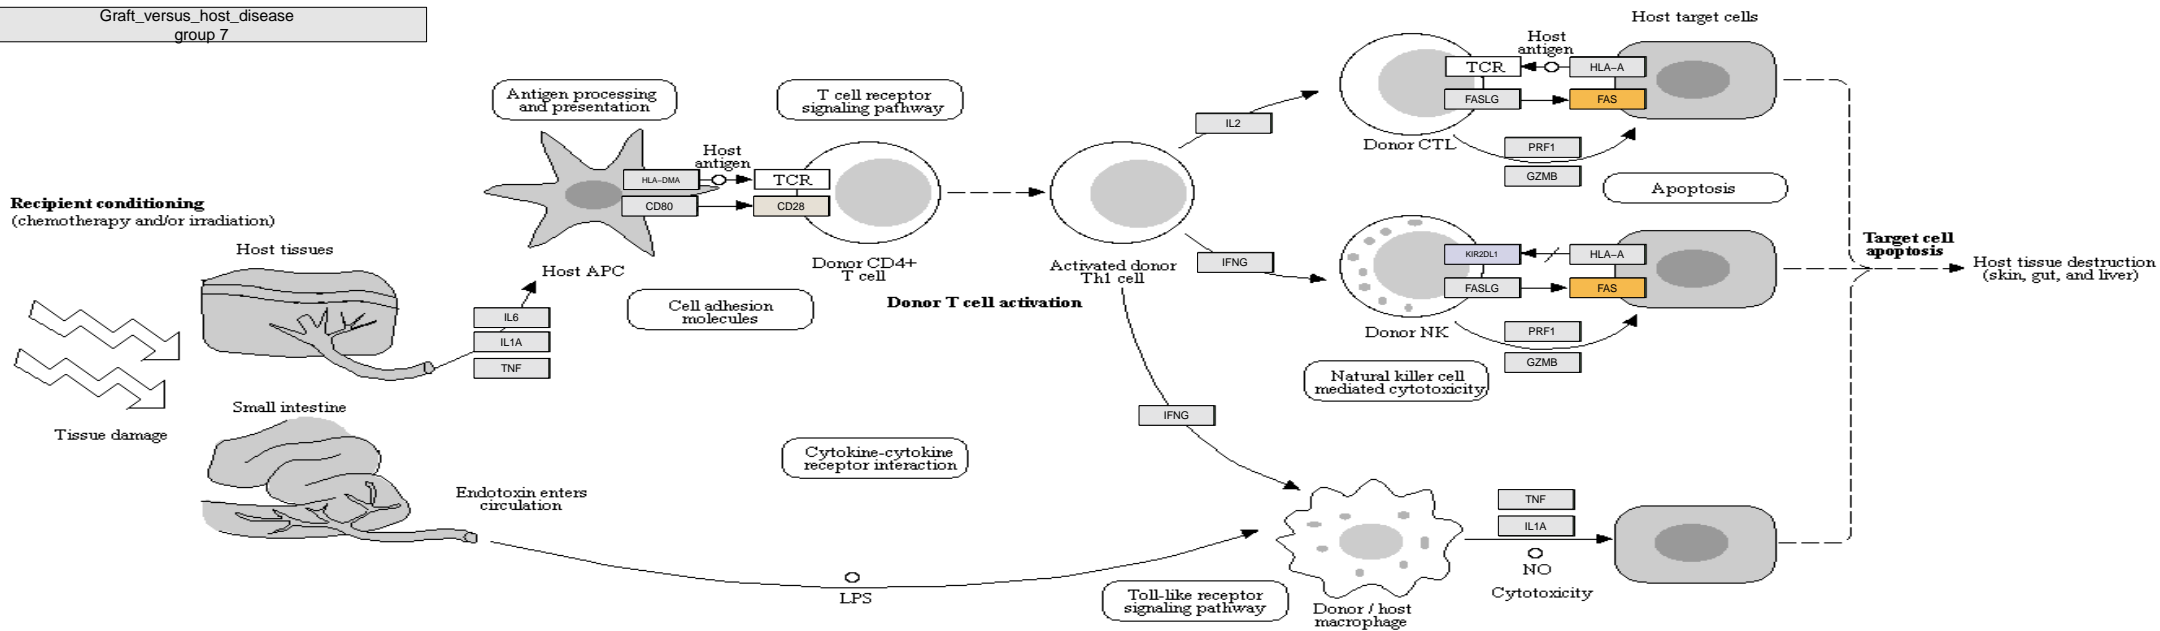 Graft_versus_host_disease
group 7
Host target cells
Host
antigen
TCR
HLA-A
FASLG
FAS
Antigen processing
and presentation
T cell receptor
signaling pathway
IL2
Donor CTL
PRF1
GZMB
Apoptosis
Host
antigen
HLA-DMA
TCR
CD80
CD28
Recipient conditioning
(chemotherapy and/or irradiation)
Host tissues
Host APC
Donor CD4+
T cell
Activated donor
Th1 cell
Donor T cell activation
IFNG
KIR2DL1
HLA-A
FASLG
FAS
Donor NK
PRF1
GZMB
Target cell
apoptosis
Host tissue destruction
(skin, gut, and liver)
Cell adhesion
molecules
IL6
IL1A
TNF
Natural killer cell
mediated cytotoxicity
Small intestine
Tissue damage
IFNG
Cytokine-cytokine
receptor interaction
Endotoxin enters
circulation
TNF
IL1A
NO
Cytotoxicity
LPS
Toll-like receptor
signaling pathway
Donor / host
macrophage